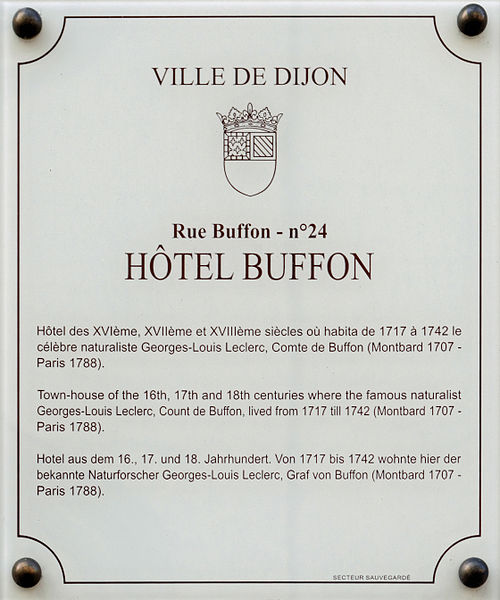 VILLE DE DIJON
Rue Buffon - n°24
HÔTEL BUFFON
Hôtel des XVIème, XVIIème et XVIIIème siècles où habita de 1717 à 1742 le
célèbre naturaliste Georges-Louis Leclerc, Comte de Buffon (Montbard 1707 -
Paris 1788).
Town-house of the 16th, 17th and 18th centuries where the famous naturalist
Georges-Louis Leclerc, Count de Buffon, lived from 1717 till 1742 (Montbard 1707 -
Paris 1788).
Hotel aus dem 16., 17. und 18. Jahrhundert. Von 1717 bis 1742 wohnte hier der
bekannte Naturforscher Georges-Louis Leclerc, Graf von Buffon (Montbard 1707 -
Paris 1788).
SECTEUR SAUVEGARDÉ